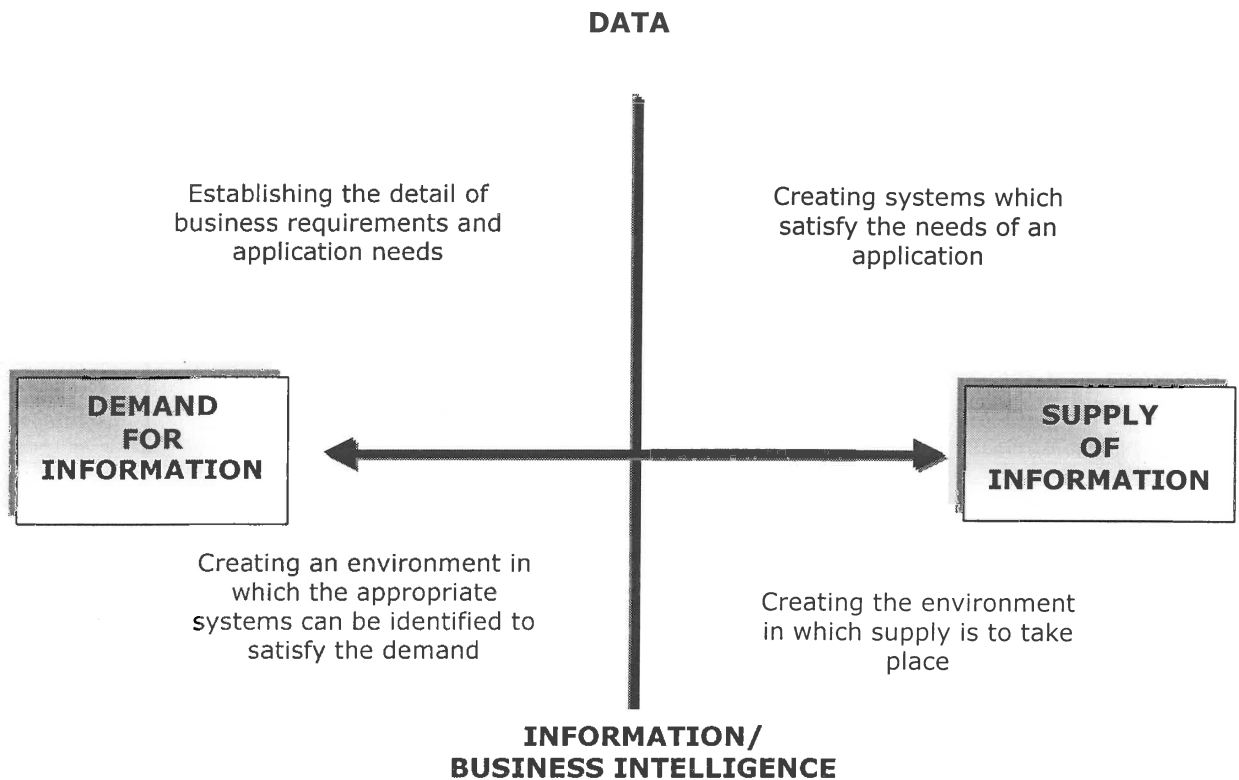 DATA
Establishing the detail of
business requirements and
application needs
Creating systems which
satisfy the needs of an
application
DEMAND
FOR
INFORMATION
SUPPLY
OF
INFORMATION
Creating an environment in
which the appropriate
systems can be identified to
satisfy the demand
Creating the environment
in which supply is to take
place
INFORMATION/
BUSINESS INTELLIGENCE